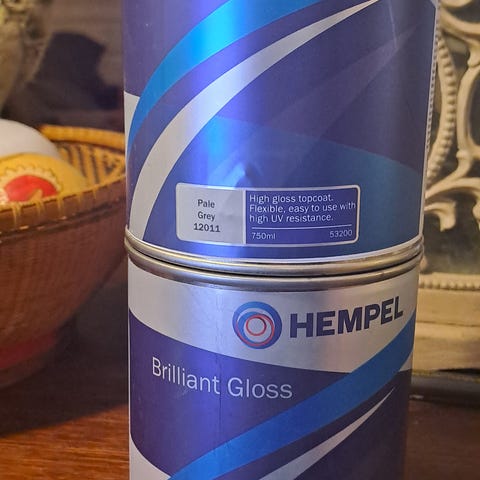 Pale
Grey
12011
High gloss topcoat.
Flexible, easy to use with
high UV resistance.
750ml 53200
HEMPEL
Brilliant Gloss